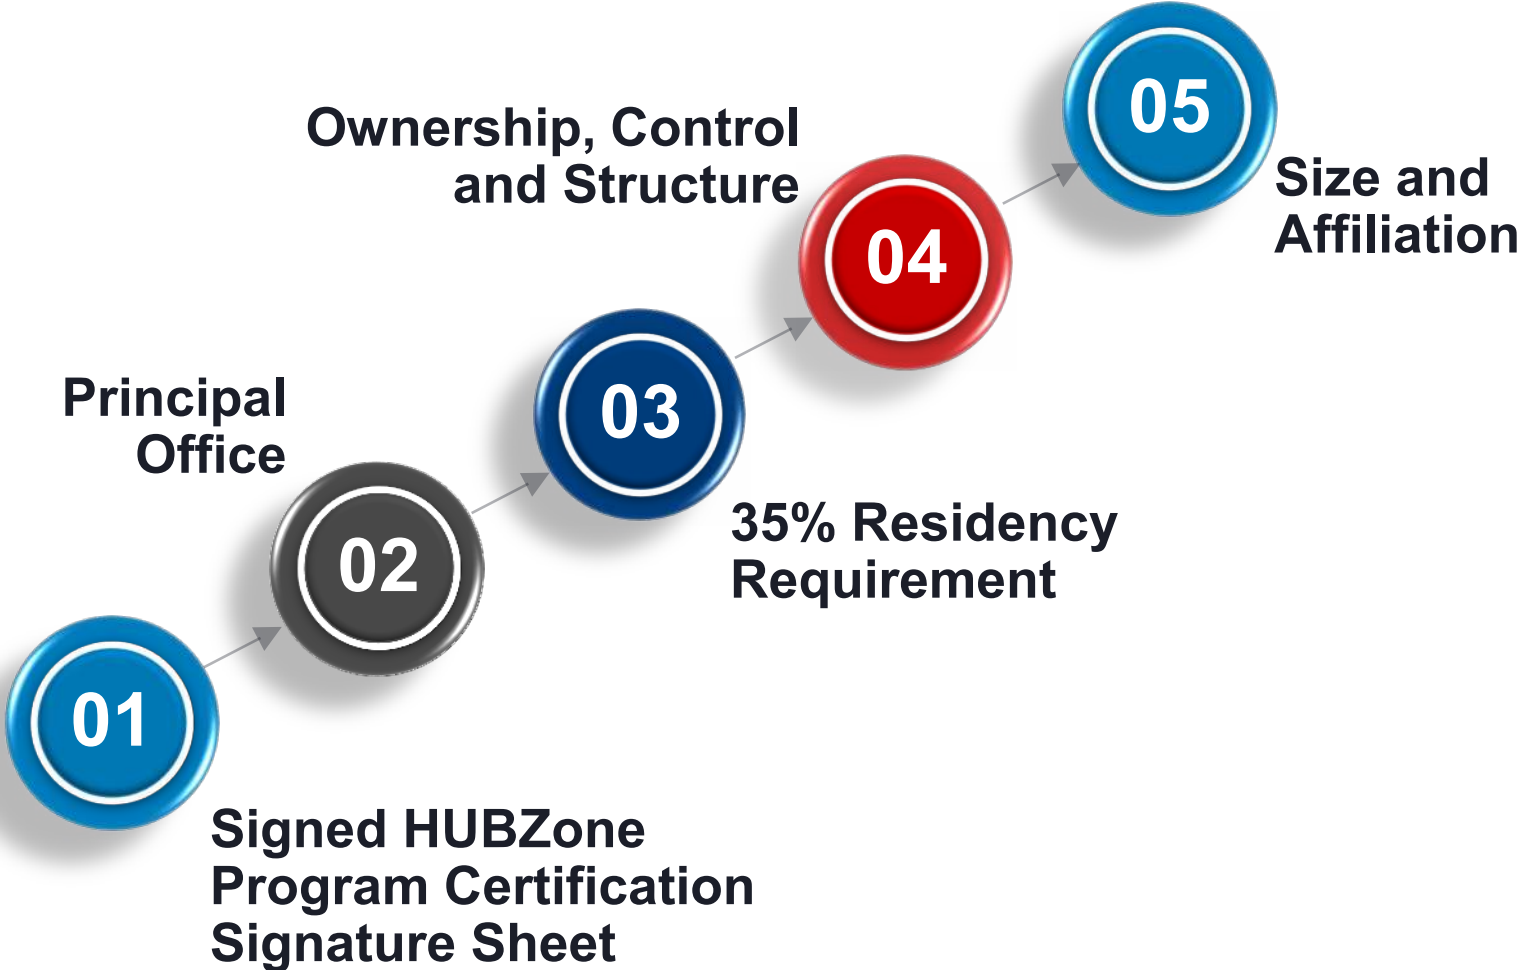 01
Signed HUBZone
Program Certification
Signature Sheet
02
Principal
Office
03
35% Residency
Requirement
04
Ownership, Control
and Structure
05
Size and
Affiliation